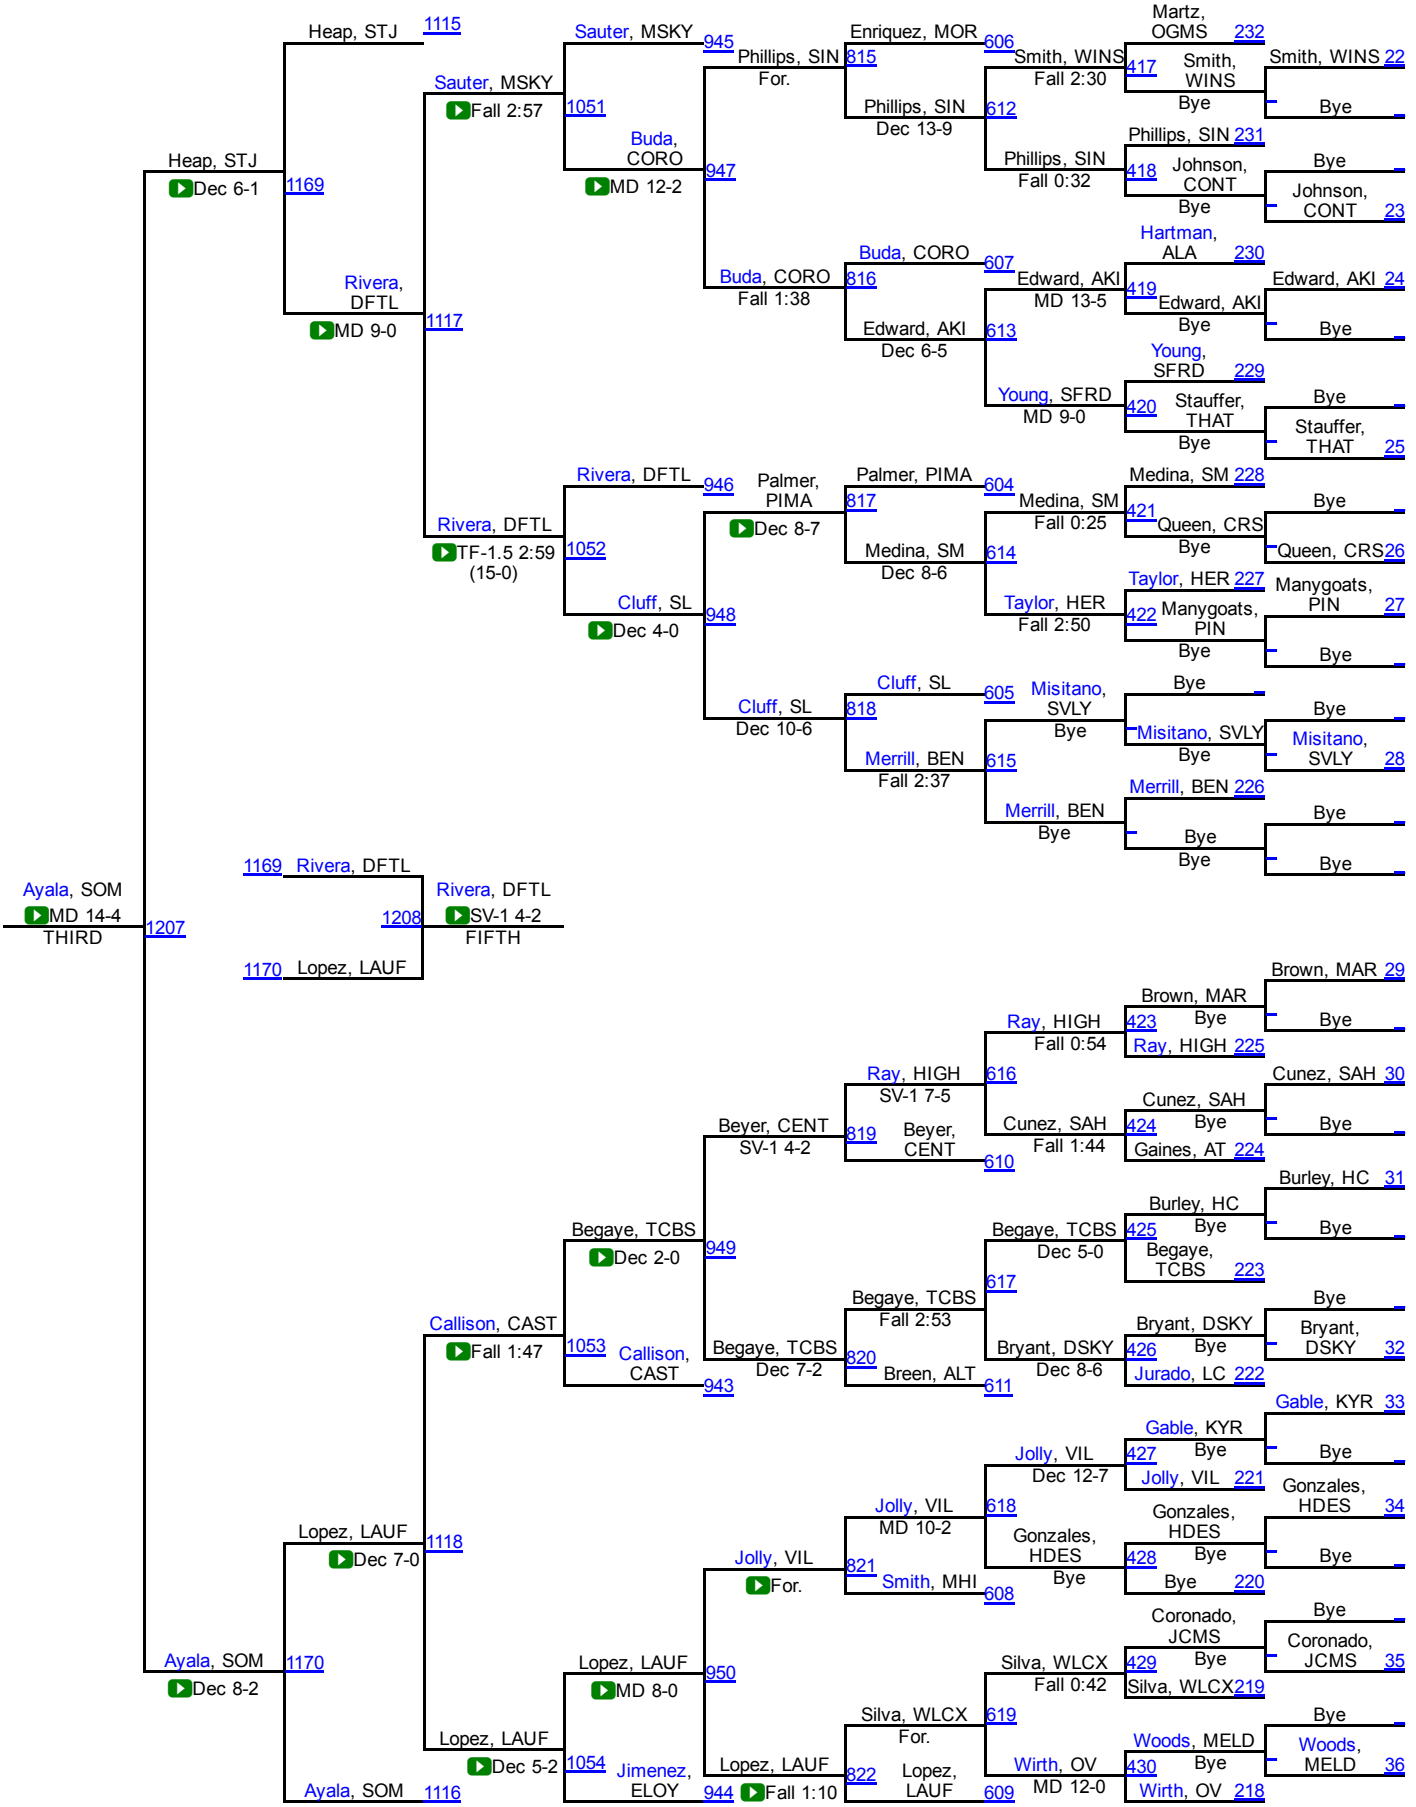 Heap, STJ
1115
Sauter, MSKY
945
Enriquez, MOR
606
Martz,
OGMS
232
Smith, WINS 22
Phillips, SIN
815
For.
Smith, WINS
Fall 2:30
417
Smith,
WINS
Bye
Bye
Sauter, MSKY
Fall 2:57
1051
Phillips, SIN
Dec 13-9
612
Phillips, SIN 231
Buda,
CORO
MD 12-2
947
Phillips, SIN
Fall 0:32
418
Johnson,
CONT
Bye
Bye
Johnson,
CONT
23
Heap, STJ
Dec 6-1
1169
Buda, CORO
607
Hartman,
ALA
230
Edward, AKI 24
Buda, CORO
Fall 1:38
816
Edward, AKI
MD 13-5
419
Edward, AKI
Bye
Bye
Rivera,
DFTL
MD 9-0
1117
Edward, AKI
Dec 6-5
613
Young,
SFRD
229
Young, SFRD
MD 9-0
420
Stauffer,
THAT
Bye
Bye
Stauffer,
THAT
25
Rivera, DFTL
946
Palmer,
PIMA
Dec 8-7
817
Palmer, PIMA
604
Medina, SM 228
Medina, SM
Fall 0:25
421
Queen, CRS
Bye
Bye
Queen, CRS 26
Rivera, DFTL
TF-1.5 2:59
(15-0)
1052
Medina, SM
Dec 8-6
614
Taylor, HER 227
Manygoats,
PIN
27
Cluff, SL
Dec 4-0
948
Taylor, HER
Fall 2:50
422
Manygoats,
PIN
Bye
Bye
Cluff, SL
605
Misitano,
SVLY
Bye
Bye
Misitano, SVLY
Bye
Bye
Misitano,
SVLY
28
Cluff, SL
Dec 10-6
818
Merrill, BEN
Fall 2:37
615
Merrill, BEN 226
Merrill, BEN
Bye
Bye
Bye
Bye
Bye
1169 Rivera, DFTL
Ayala, SOM
MD 14-4
THIRD
1207
1208
Rivera, DFTL
SV-1 4-2
FIFTH
1170 Lopez, LAUF
Brown, MAR 29
Brown, MAR
Bye
Bye
Ray, HIGH
Fall 0:54
423
Ray, HIGH 225
Ray, HIGH
SV-1 7-5
616
Cunez, SAH 30
Cunez, SAH
Bye
Bye
Beyer, CENT
SV-1 4-2
819
Beyer,
CENT
610
Cunez, SAH
Fall 1:44
424
Gaines, AT 224
Burley, HC 31
Burley, HC
Bye
Bye
Begaye, TCBS
Dec 2-0
949
Begaye, TCBS
Dec 5-0
425
Begaye,
TCBS
223
617
Begaye, TCBS
Fall 2:53
Bye
Bryant, DSKY
Bye
Bryant,
DSKY
32
Callison, CAST
Fall 1:47
1053
Callison,
CAST
943
Begaye, TCBS
Dec 7-2
820
Breen, ALT
611
Bryant, DSKY
Dec 8-6
426
Jurado, LC 222
Gable, KYR 33
Gable, KYR
Bye
Bye
Jolly, VIL
Dec 12-7
427
Jolly, VIL 221
Gonzales,
HDES
34
Jolly, VIL
MD 10-2
618
Gonzales,
HDES
Bye
Bye
Lopez, LAUF
Dec 7-0
1118
Jolly, VIL
For.
821
Smith, MHI
608
Gonzales,
HDES
Bye
428
Bye 220
Bye
Coronado,
JCMS
Bye
Coronado,
JCMS
35
Ayala, SOM
Dec 8-2
1170
Lopez, LAUF
MD 8-0
950
Silva, WLCX
Fall 0:42
429
Silva, WLCX 219
Silva, WLCX
For.
619
Bye
Woods, MELD
Bye
Woods,
MELD
36
Lopez, LAUF
Dec 5-2
1054
Jimenez,
ELOY
944
Lopez, LAUF
Fall 1:10
822
Lopez,
LAUF
609
Wirth, OV
MD 12-0
430
Wirth, OV 218
Ayala, SOM
1116